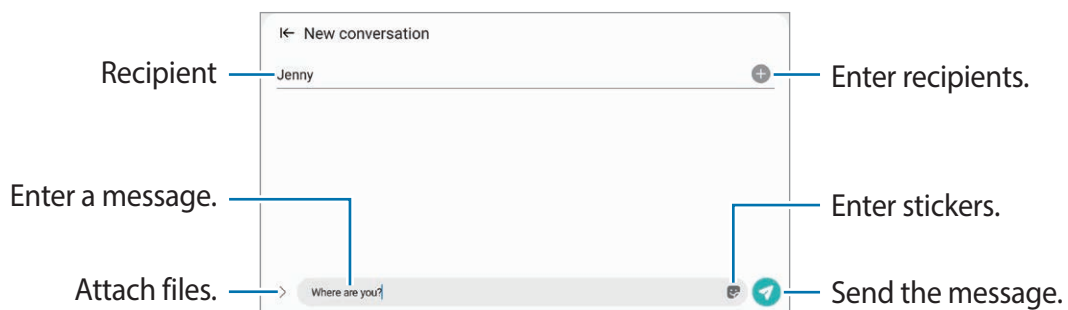 New conversation
Recipient
Jenny
Enter recipients.
Enter a message.
Enter stickers.
Attach files.
Where are you?
Send the message.